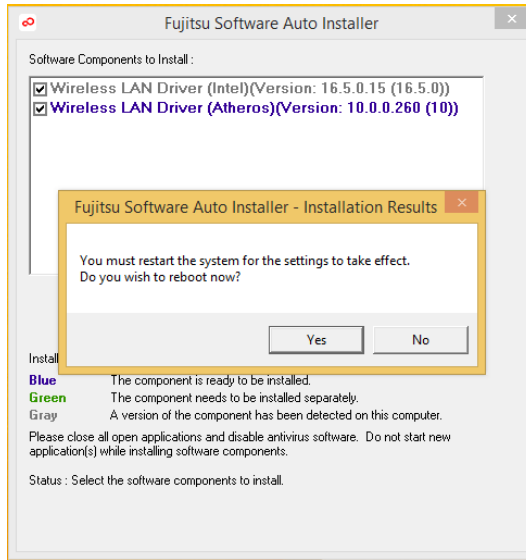 Fujitsu Software Auto Installer
Software Components to Install :
Wireless LAN Driver (Intel)(Version: 16.5.0.15 (16.5.0))
Wireless LAN Driver (Atheros)(Version: 10.0.0.260 (10))
Fujitsu Software Auto Installer - Installation Results
You must restart the system for the settings to take effect.
Do you wish to reboot now?
Yes No
Install
Blue The component is ready to be installed.
Green The component needs to be installed separately.
Gray A version of the component has been detected on this computer.
Please close all open applications and disable antivirus software. Do not start new
application(s) while installing software components.
Status : Select the software components to install.